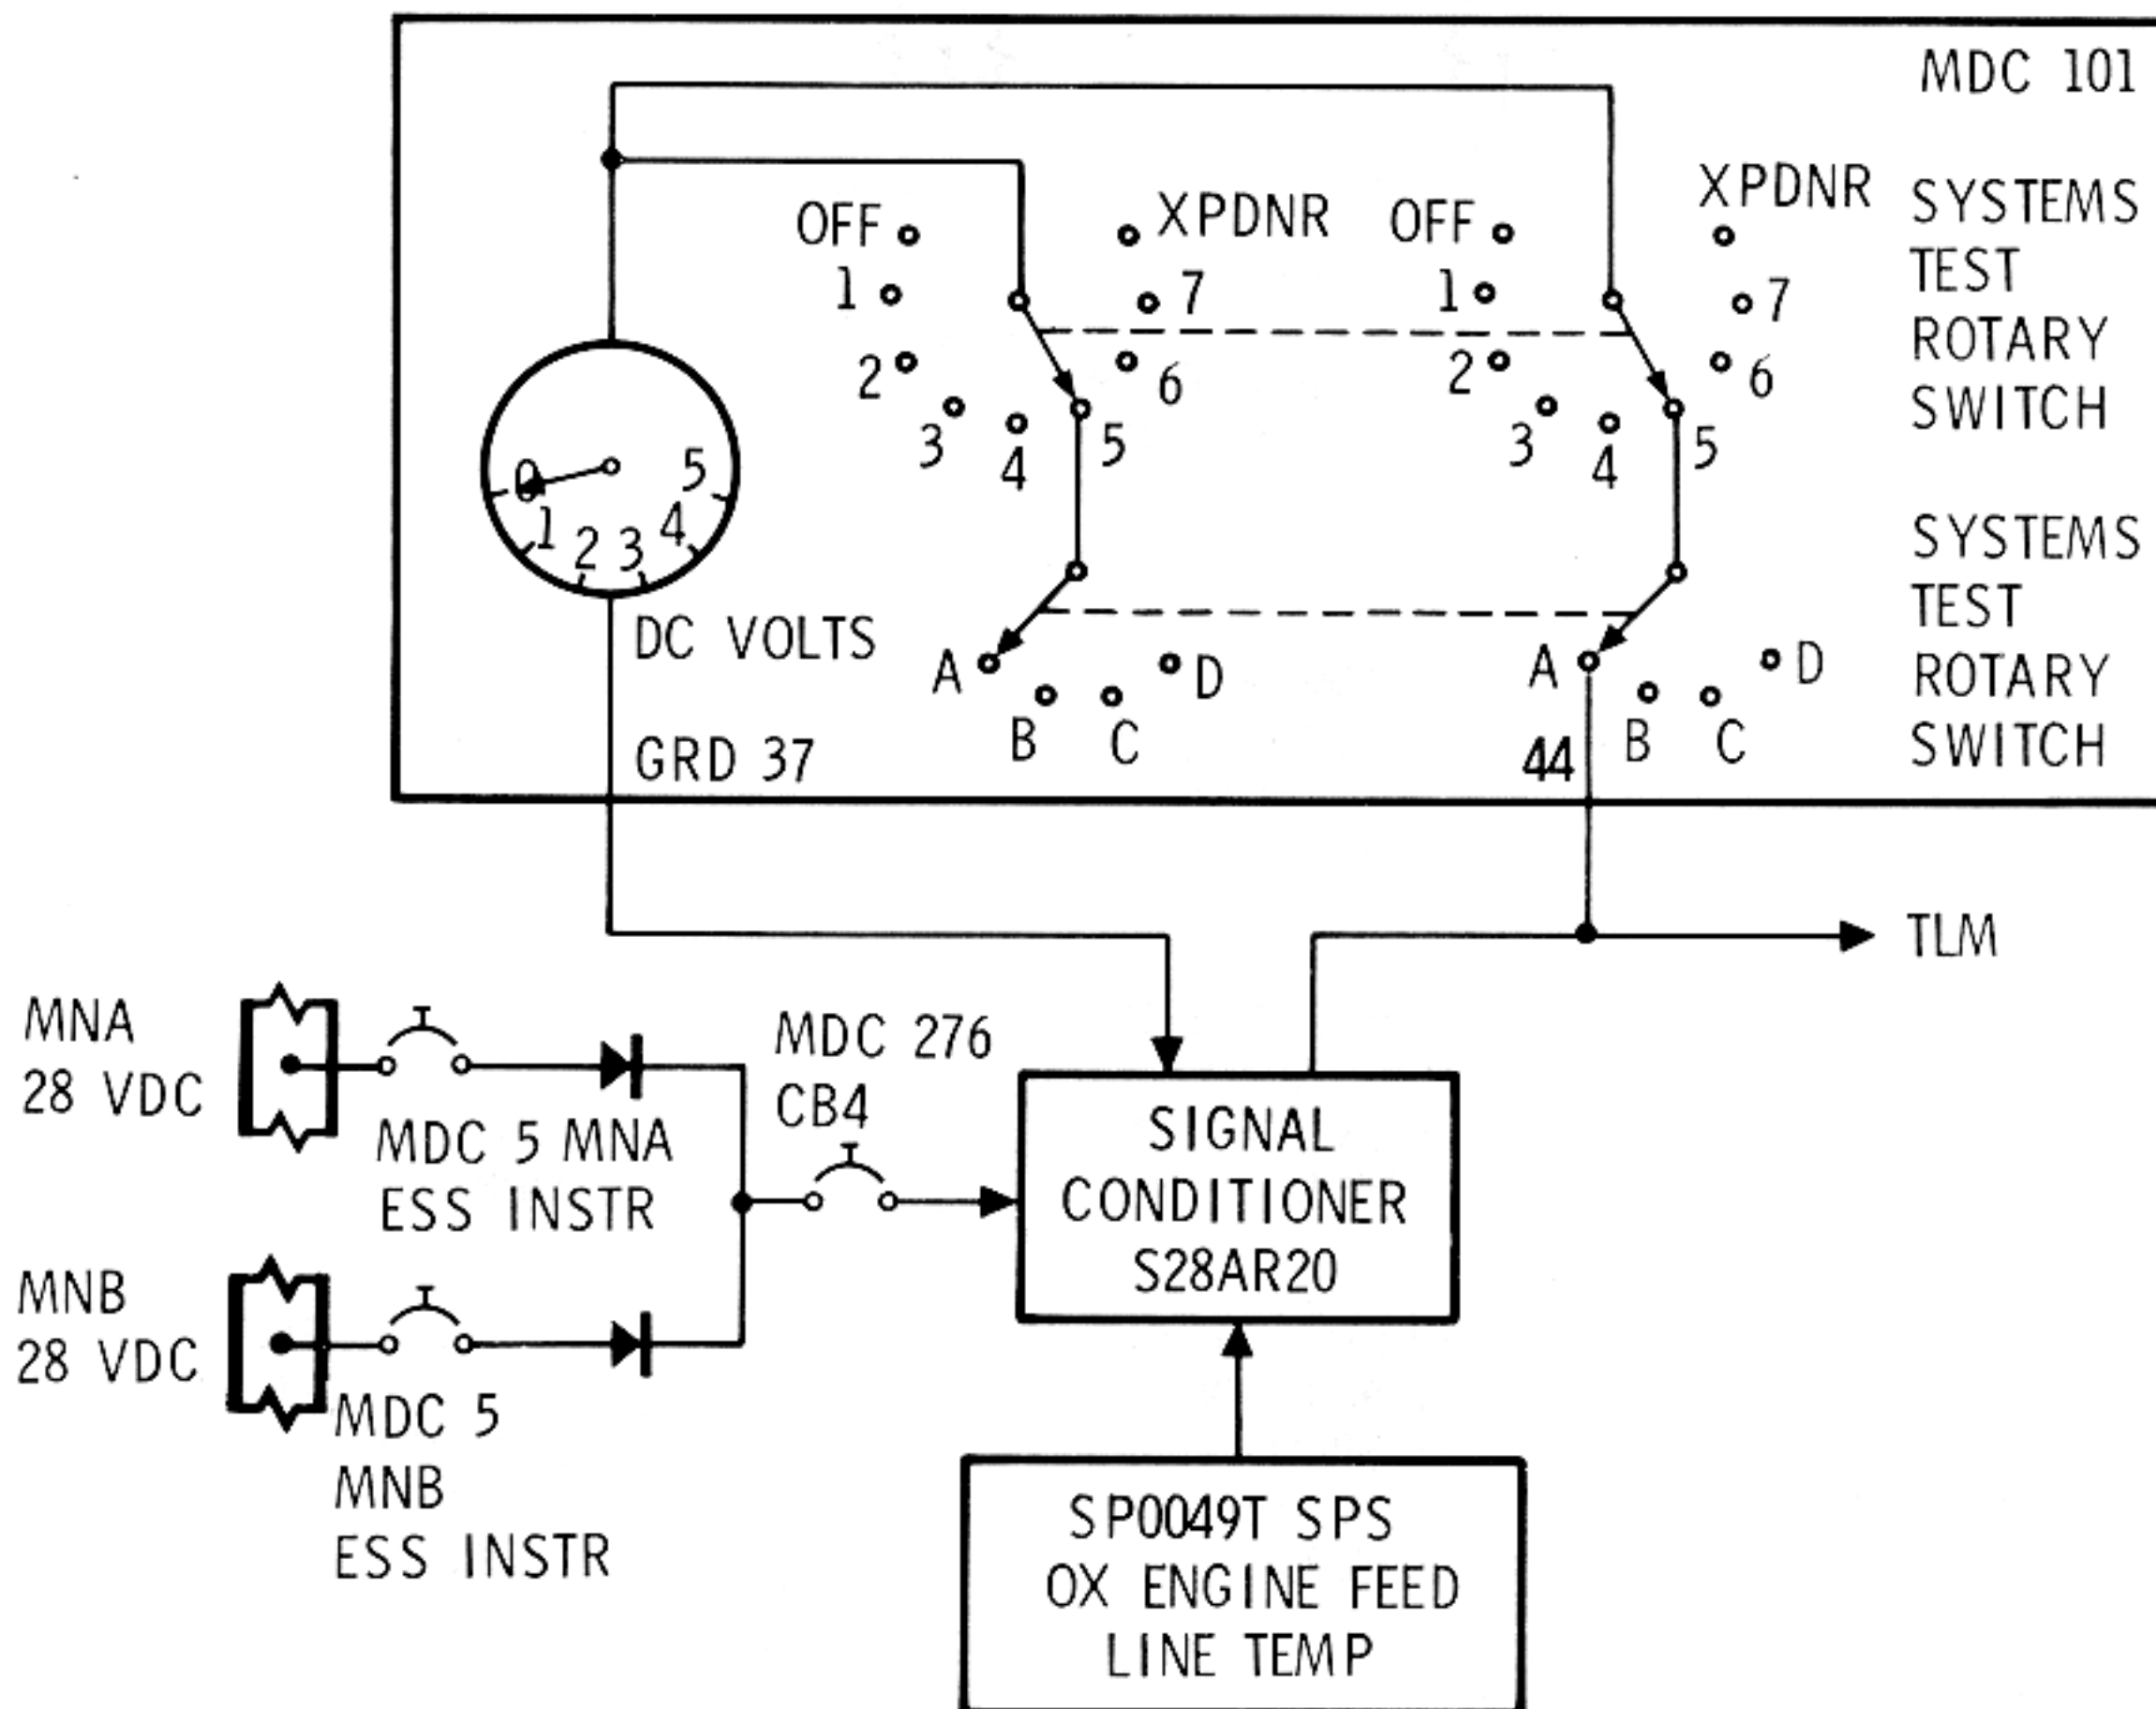 MDC 101
XPDNR
SYSTEMS
TEST
ROTARY
SWITCH
OFF
XPDNR
OFF
1
7
1
7
2
6
2
6
3
4
5
3
4
5
0
1
2
3
4
5
DC VOLTS
SYSTEMS
TEST
ROTARY
SWITCH
A
D
A
D
B
C
B
C
GRD 37
44
TLM
MNA
28 VDC
MDC 276
CB4
MDC 5 MNA
ESS INSTR
SIGNAL
CONDITIONER
S28AR20
MNB
28 VDC
MDC 5
MNB
ESS INSTR
SP0049T SPS
OX ENGINE FEED
LINE TEMP